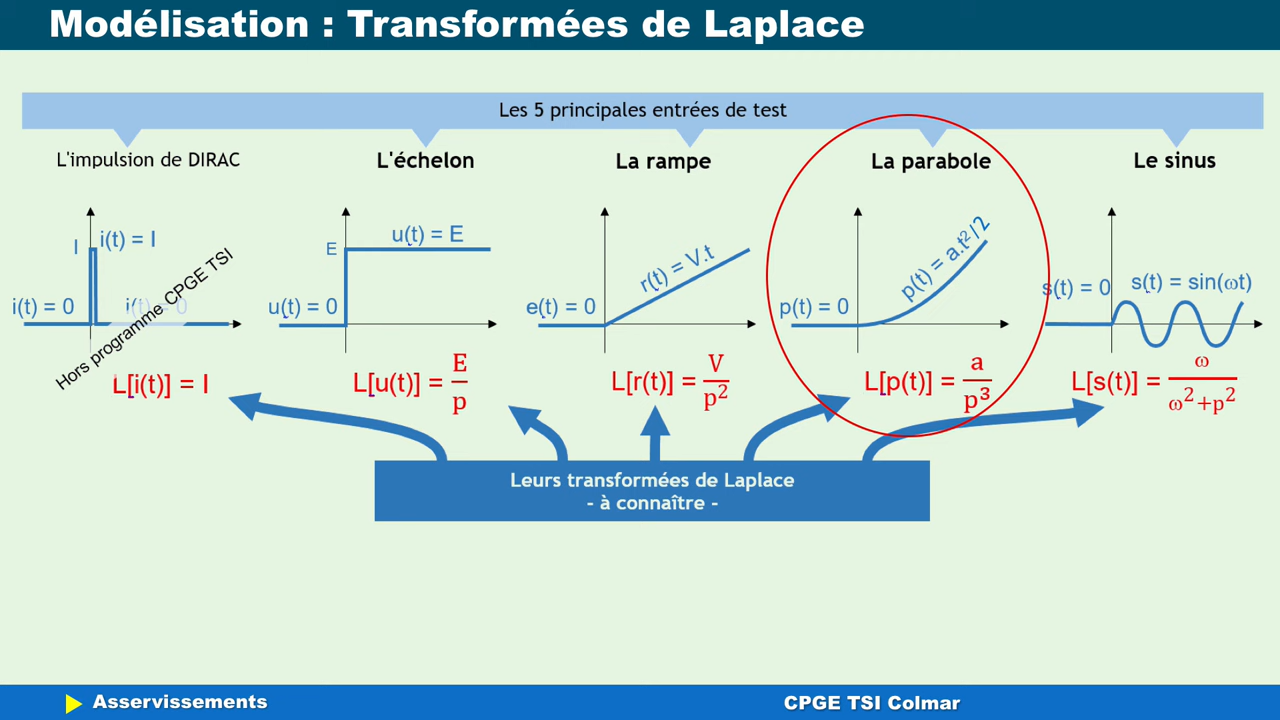 Modélisation : Transformées de Laplace
Les 5 principales entrées de test
L'impulsion de DIRAC
I
i(t) = I
i(t) = 0
i(t) = 0
Hors programme CPGE TSI
L[i(t)] = I
L'échelon
E
u(t) = E
u(t) = 0
L[u(t)] = E/p
La rampe
r(t) = V.t
e(t) = 0
L[r(t)] = V/p²
La parabole
p(t) = a.t²/2
p(t) = 0
L[p(t)] = a/p³
Le sinus
s(t) = 0
s(t) = sin(ωt)
L[s(t)] = ω/(ω²+p²)
Leurs transformées de Laplace
- à connaître -
Asservissements
CPGE TSI Colmar